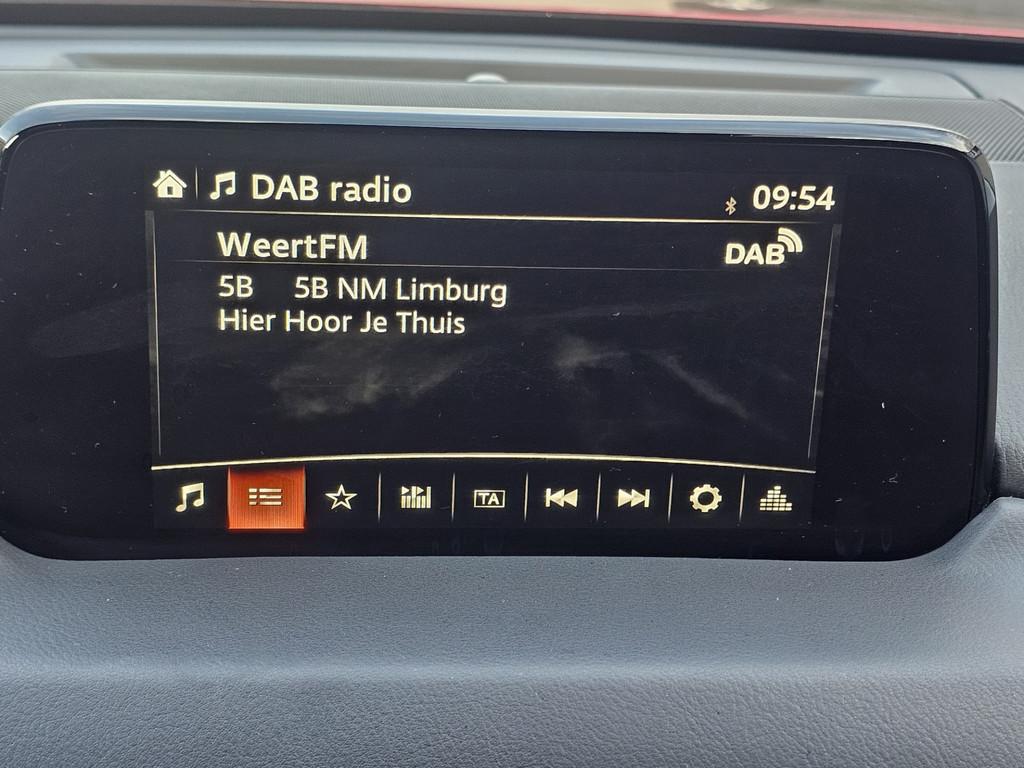 DAB radio
09:54
WeertFM
DAB
5B 5B NM Limburg
Hier Hoor Je Thuis
TA